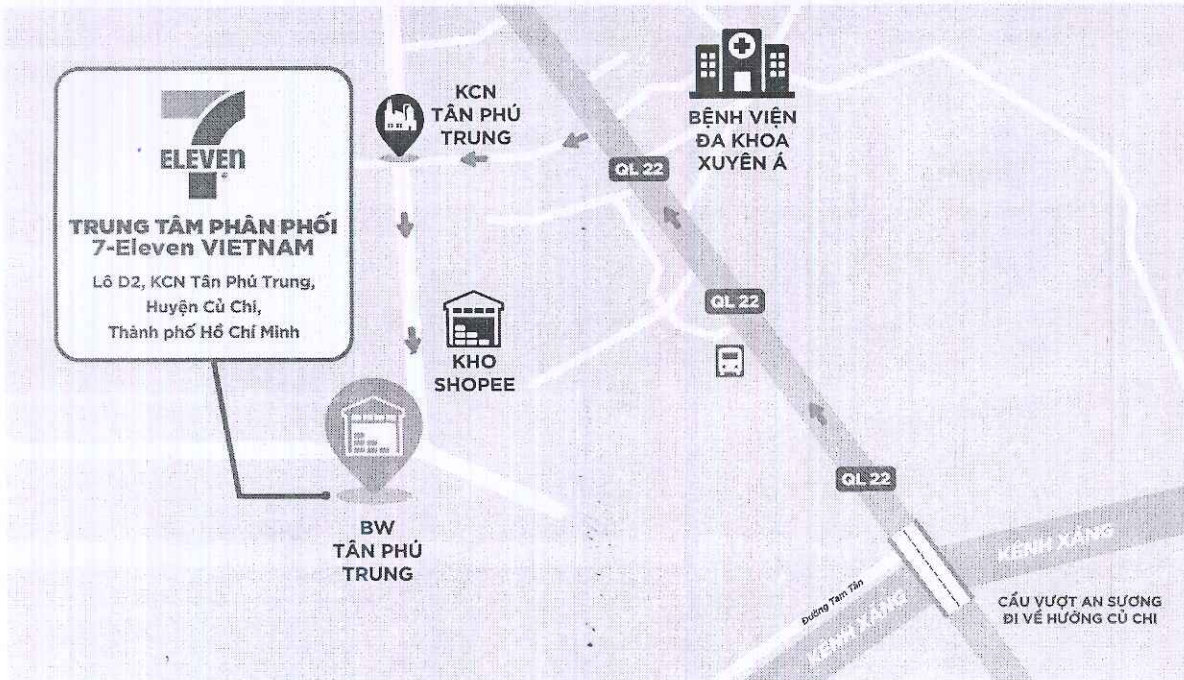 7
ELEVEN
TRUNG TÂM PHÂN PHỐI
7-Eleven VIETNAM
Lô D2, KCN Tân Phú Trung,
Huyện Củ Chi,
Thành phố Hồ Chí Minh
KCN
TÂN PHÚ
TRUNG
BỆNH VIỆN
ĐA KHOA
XUYÊN Á
QL 22
QL 22
KHO
SHOPEE
QL 22
BW
TÂN PHÚ
TRUNG
KENH XÁNG
Đường Tam Tân
KENH XÁNG
CẦU VƯỢT AN SƯƠNG
ĐI VỀ HƯỚNG CỦ CHI